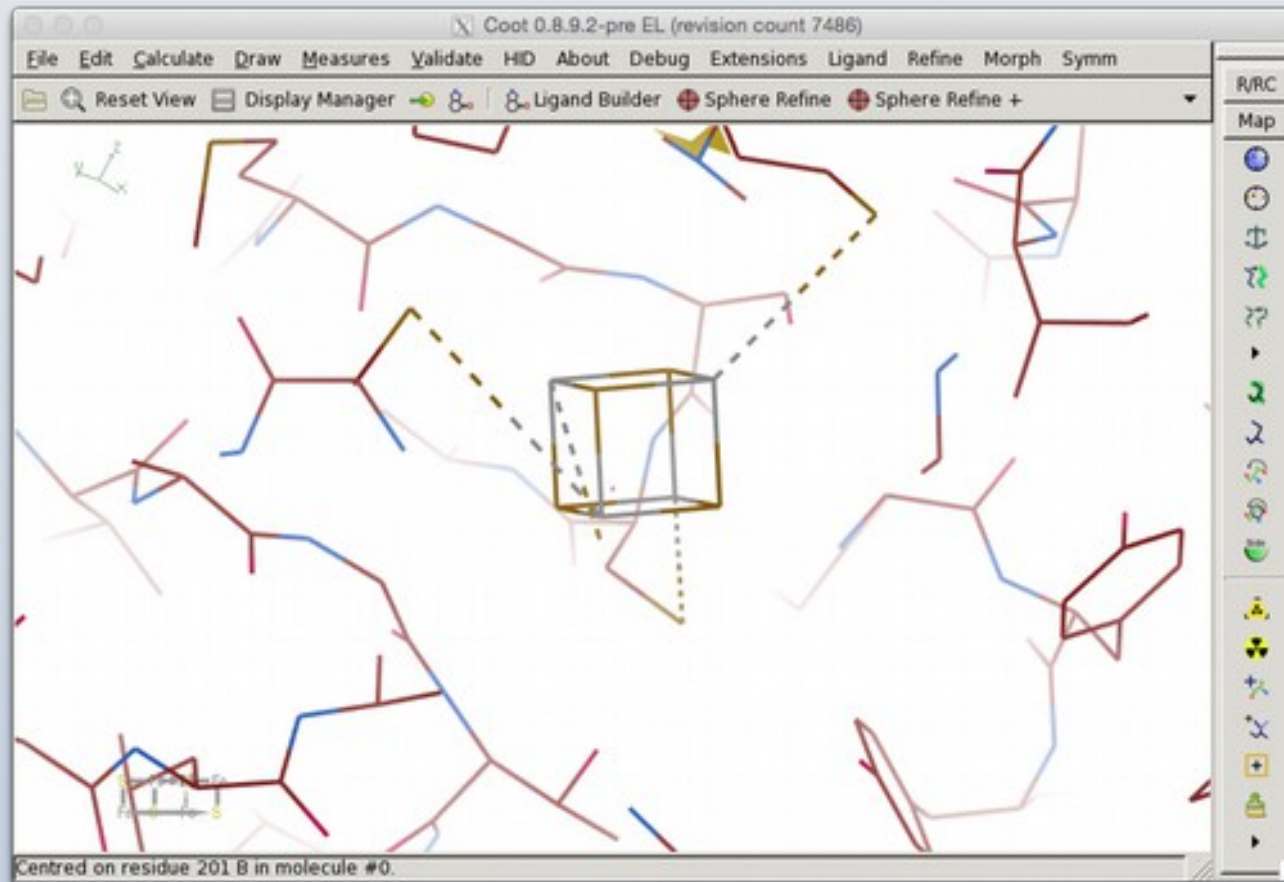 Coot 0.8.9.2-pre EL (revision count 7486)
File Edit Calculate Draw Measures Validate HID About Debug Extensions Ligand Refine Morph Symm
Reset View Display Manager Ligand Builder Sphere Refine Sphere Refine +
R/RC
Map
Centred on residue 201 B in molecule #0.